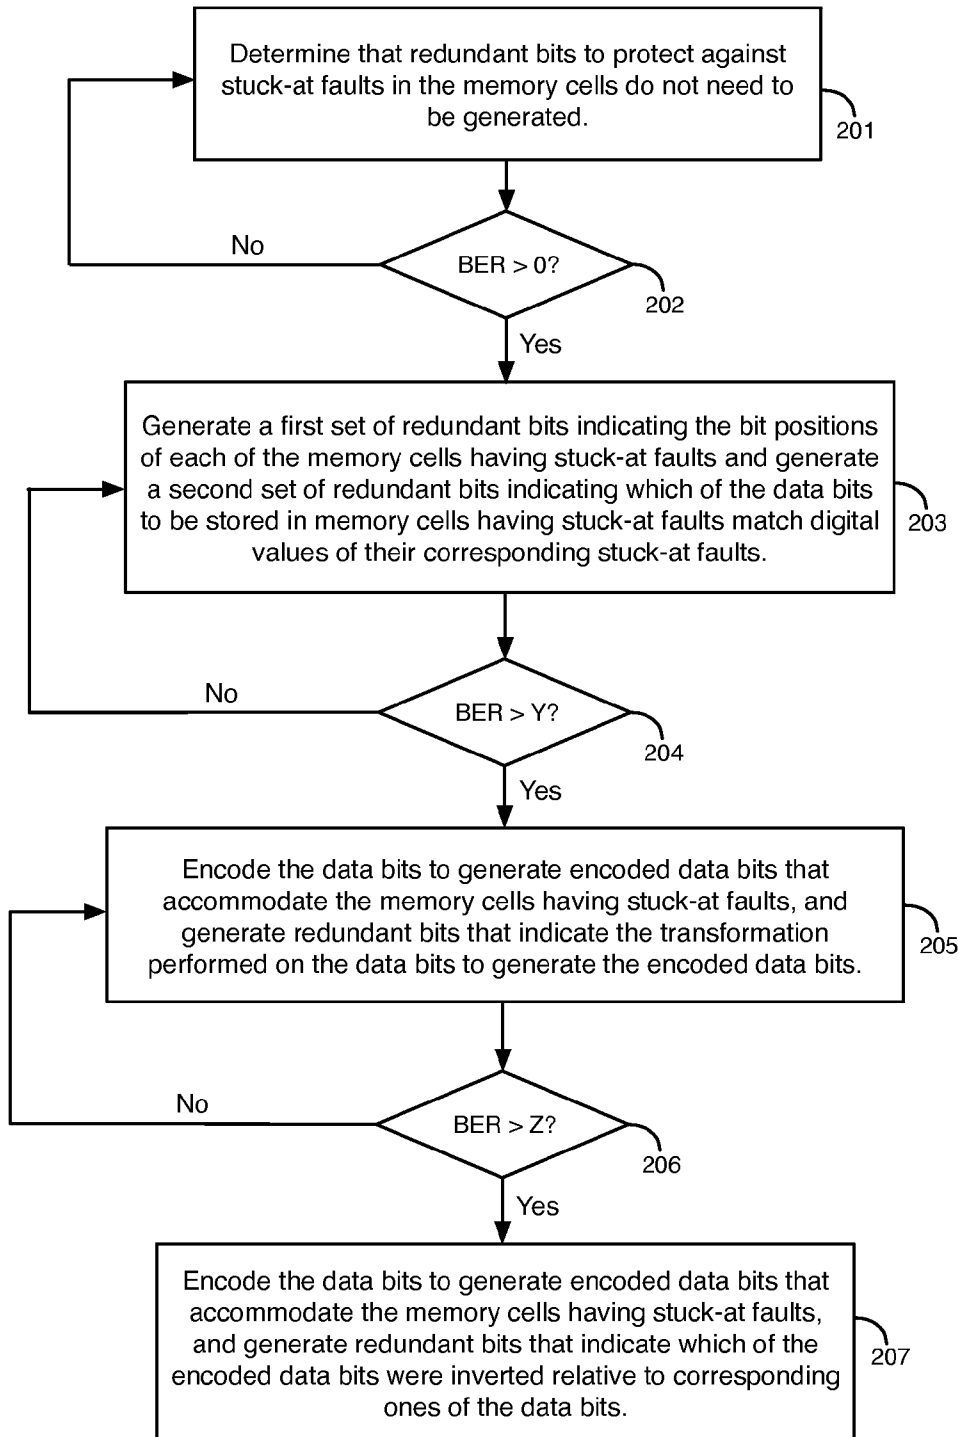 Determine that redundant bits to protect against
stuck-at faults in the memory cells do not need to
be generated.
201
No
BER > 0?
202
Yes
Generate a first set of redundant bits indicating the bit positions
of each of the memory cells having stuck-at faults and generate
a second set of redundant bits indicating which of the data bits
to be stored in memory cells having stuck-at faults match digital
values of their corresponding stuck-at faults.
203
No
BER > Y?
204
Yes
Encode the data bits to generate encoded data bits that
accommodate the memory cells having stuck-at faults, and
generate redundant bits that indicate the transformation
performed on the data bits to generate the encoded data bits.
205
No
BER > Z?
206
Yes
Encode the data bits to generate encoded data bits that
accommodate the memory cells having stuck-at faults,
and generate redundant bits that indicate which of the
encoded data bits were inverted relative to corresponding
ones of the data bits.
207